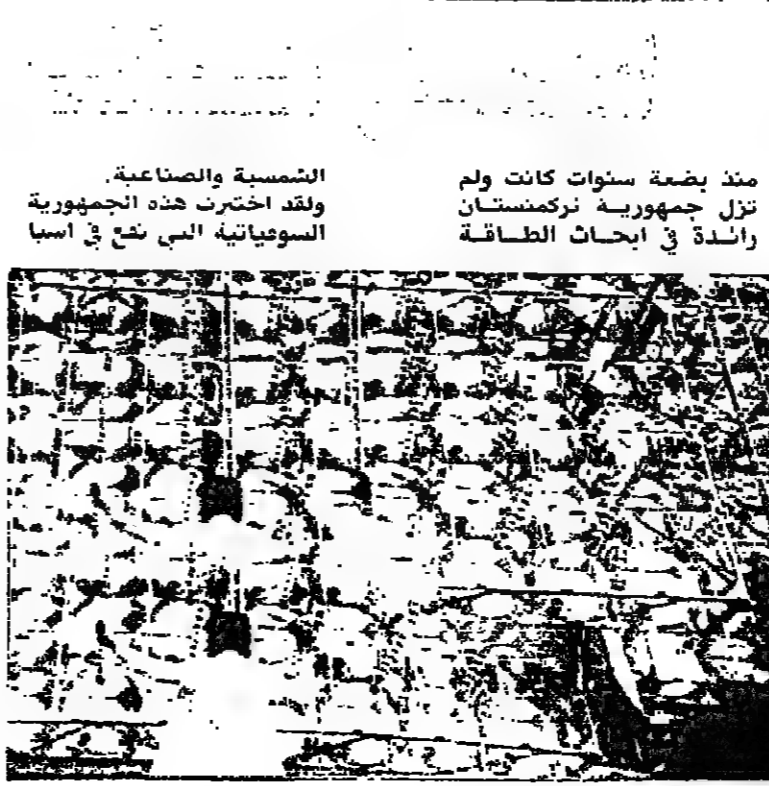 منذ بضعة سنوات كانت ولم
تزل جمهورية تركمنستان
رائدة في ابحاث الطاقة
الشمسية والصناعية.
ولقد اختيرت هذه الجمهورية
السوفياتية التي تقع في اسيا